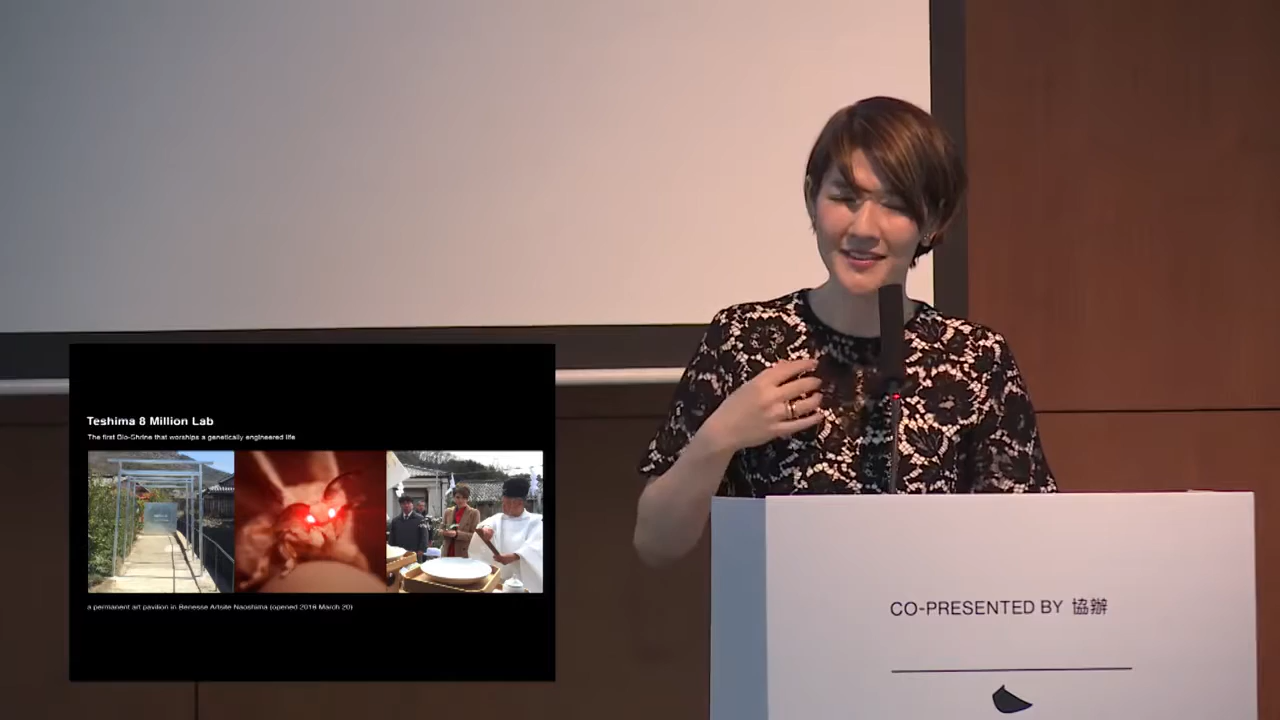 Teshima 8 Million Lab
The first Bio-Shrine that worships a genetically engineered life
a permanent art pavilion in Benesse Artsite Naoshima (opened 2016 March 20)
CO-PRESENTED BY 協辦